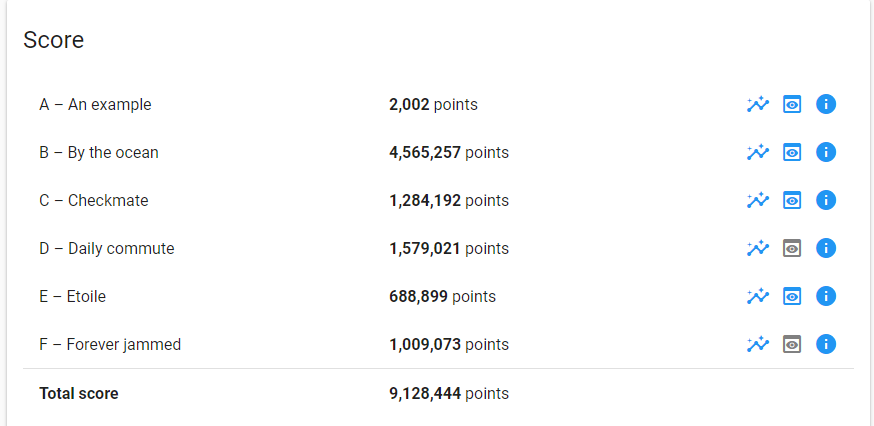 Score
A – An example 2,002 points
B – By the ocean 4,565,257 points
C – Checkmate 1,284,192 points
D – Daily commute 1,579,021 points
E – Etoile 688,899 points
F – Forever jammed 1,009,073 points
Total score 9,128,444 points